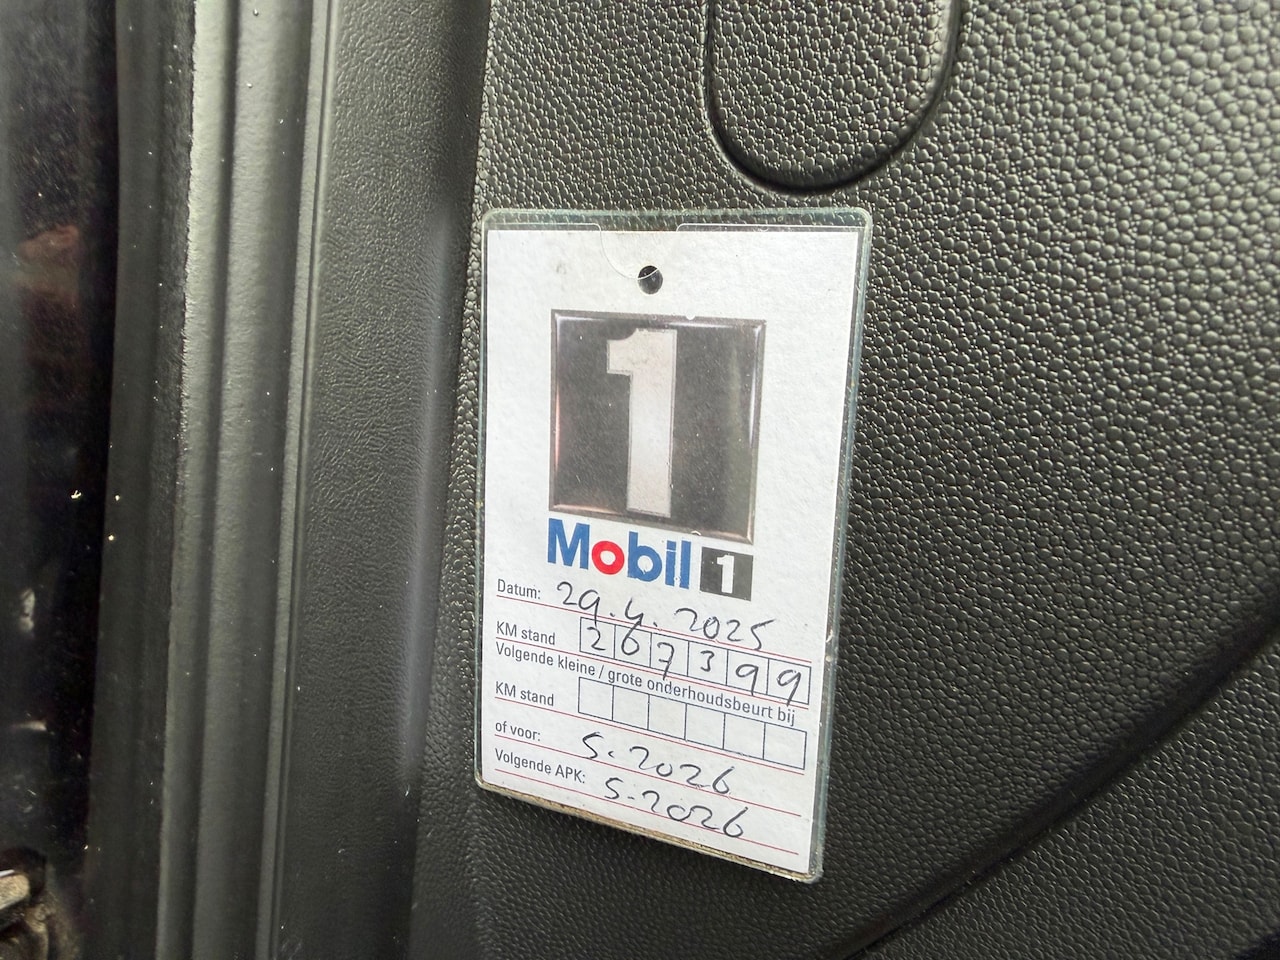 1
Mobil 1
Datum: 29.4.2025
KM stand 267399
Volgende kleine / grote onderhoudsbeurt bij
KM stand
of voor: 5-2026
Volgende APK: 5-2026